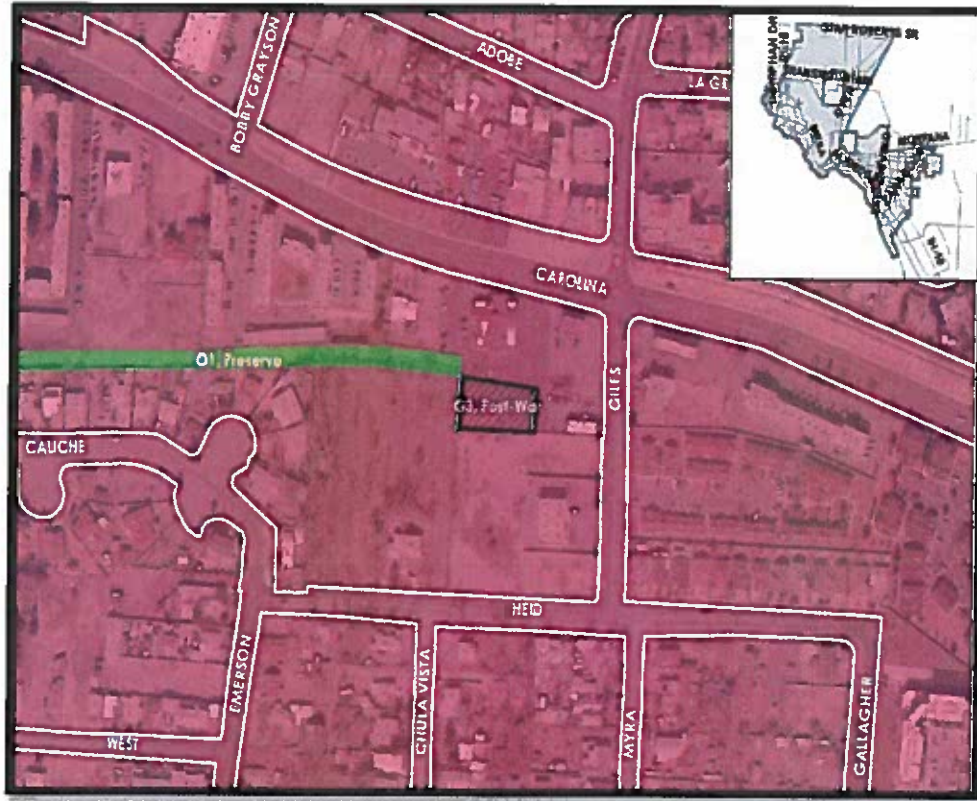 BOBBY GRAYSON
ADOBE
LA GR
CAROLINA
O1, Preserve
G3, Post-War
GILES
CAUCHE
HEID
EMERSON
CHULA VISTA
MYRA
GALLAGHER
WEST
MONTANA